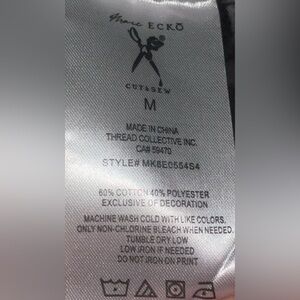 Marc ECKŌ
CUT & SEW
M
MADE IN CHINA
THREAD COLLECTIVE INC.
CA# 59470
STYLE# MK8E0554S4
60% COTTON 40% POLYESTER
EXCLUSIVE OF DECORATION
MACHINE WASH COLD WITH LIKE COLORS.
ONLY NON-CHLORINE BLEACH WHEN NEEDED.
TUMBLE DRY LOW
LOW IRON IF NEEDED
DO NOT IRON ON PRINT